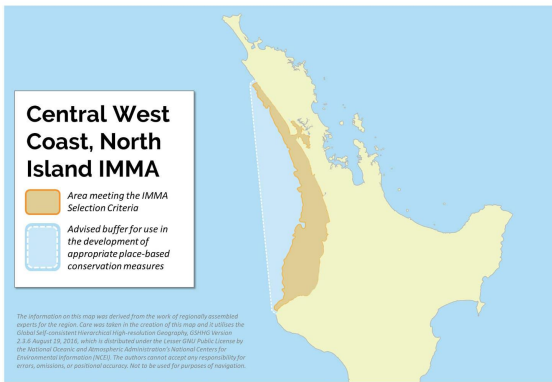 Central West
Coast, North
Island IMMA
Area meeting the IMMA
Selection Criteria
Advised buffer for use in
the development of
appropriate place-based
conservation measures
The information on this map was derived from the work of regionally assembled
experts for the region. Care was taken in the creation of this map and it utilises the
Global Self-consistent Hierarchical High-resolution Geography, GSHHG Version
2.3.6 August 19, 2016, which is distributed under the Lesser GNU Public License by
the National Oceanic and Atmospheric Administration's National Centers for
Environmental Information (NCEI). The authors cannot accept any responsibility for
errors, omissions, or positional accuracy. Not to be used for purposes of navigation.